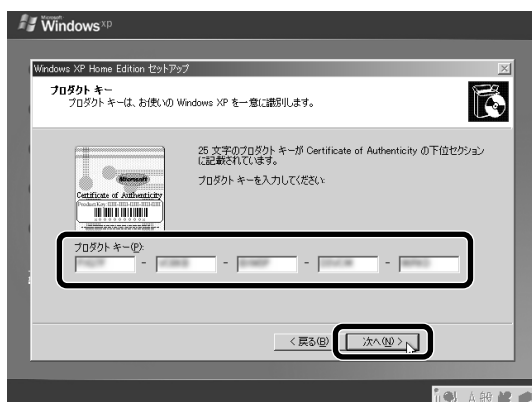 Microsoft
Windows xp
Windows XP Home Edition セットアップ
プロダクト キー
プロダクト キーは、お使いの Windows XP を一意に識別します。
25 文字のプロダクト キーが Certificate of Authenticity の下位セクション
に記載されています。
プロダクト キーを入力してください:
Microsoft
Certificate of Authenticity
Product Key
プロダクト キー(P):
- - - -
< 戻る(B)
次へ(N) >
A 般